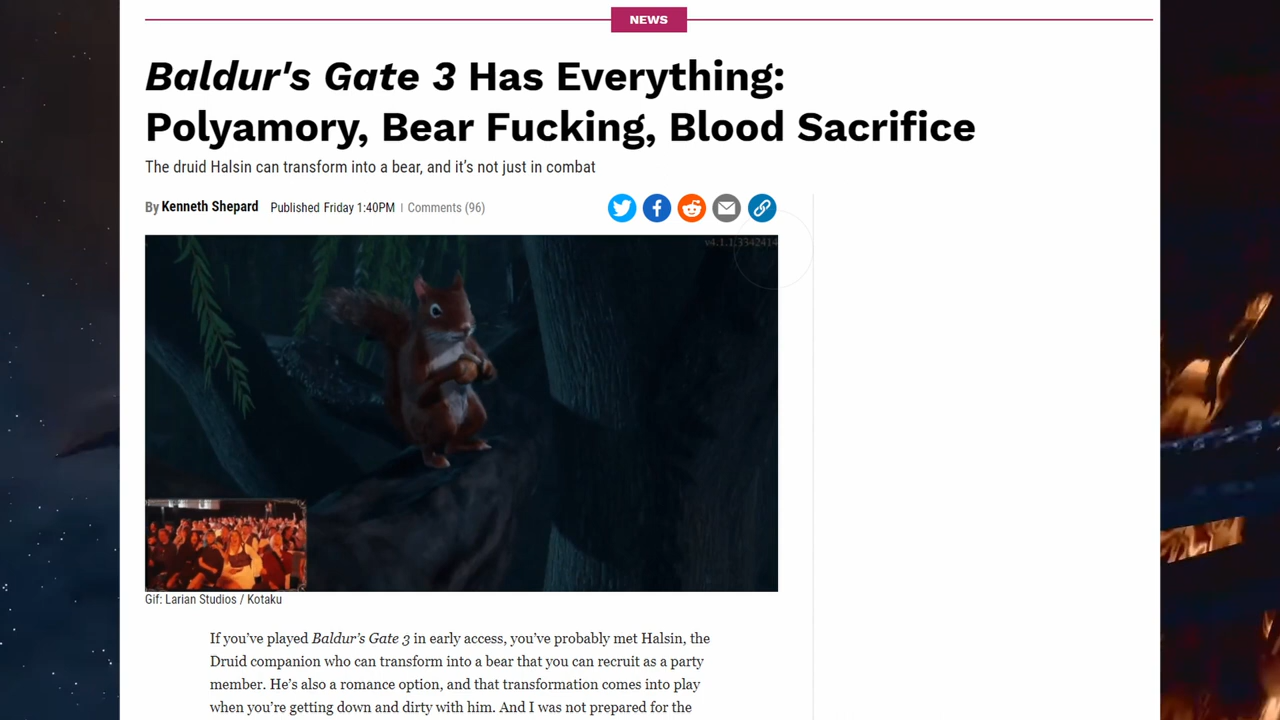 NEWS
Baldur's Gate 3 Has Everything:
Polyamory, Bear Fucking, Blood Sacrifice
The druid Halsin can transform into a bear, and it’s not just in combat
By Kenneth Shepard Published Friday 1:40PM | Comments (96)
v4.1.1.3342414
Gif: Larian Studios / Kotaku
If you’ve played Baldur’s Gate 3 in early access, you’ve probably met Halsin, the
Druid companion who can transform into a bear that you can recruit as a party
member. He’s also a romance option, and that transformation comes into play
when you’re getting down and dirty with him. And I was not prepared for the